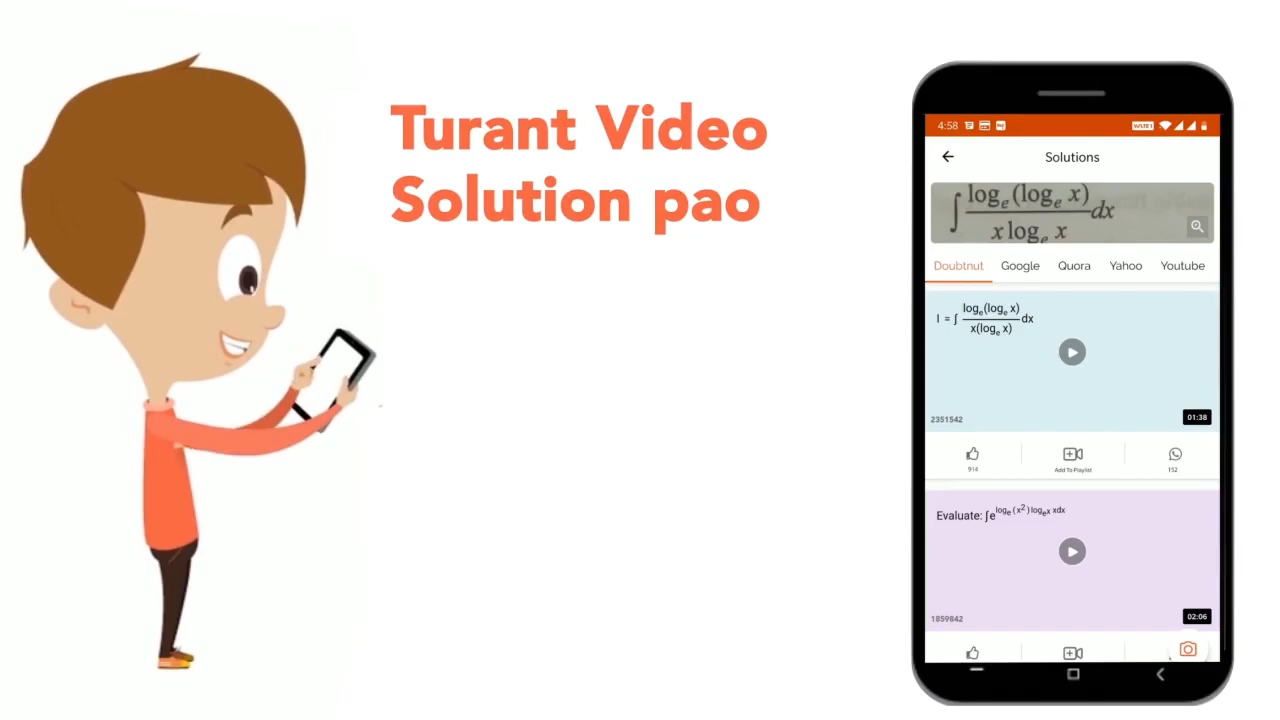 Turant Video
Solution pao
4:58
Solutions
∫ logₑ(logₑ x) / x logₑ x dx
Doubtnut Google Quora Yahoo Youtube
I = ∫ logₑ(logₑ x) / x(logₑ x) dx
2351542 01:38
914 Add To Playlist 152
Evaluate: ∫e^logₑ(x²)logₑx xdx
1859842 02:06